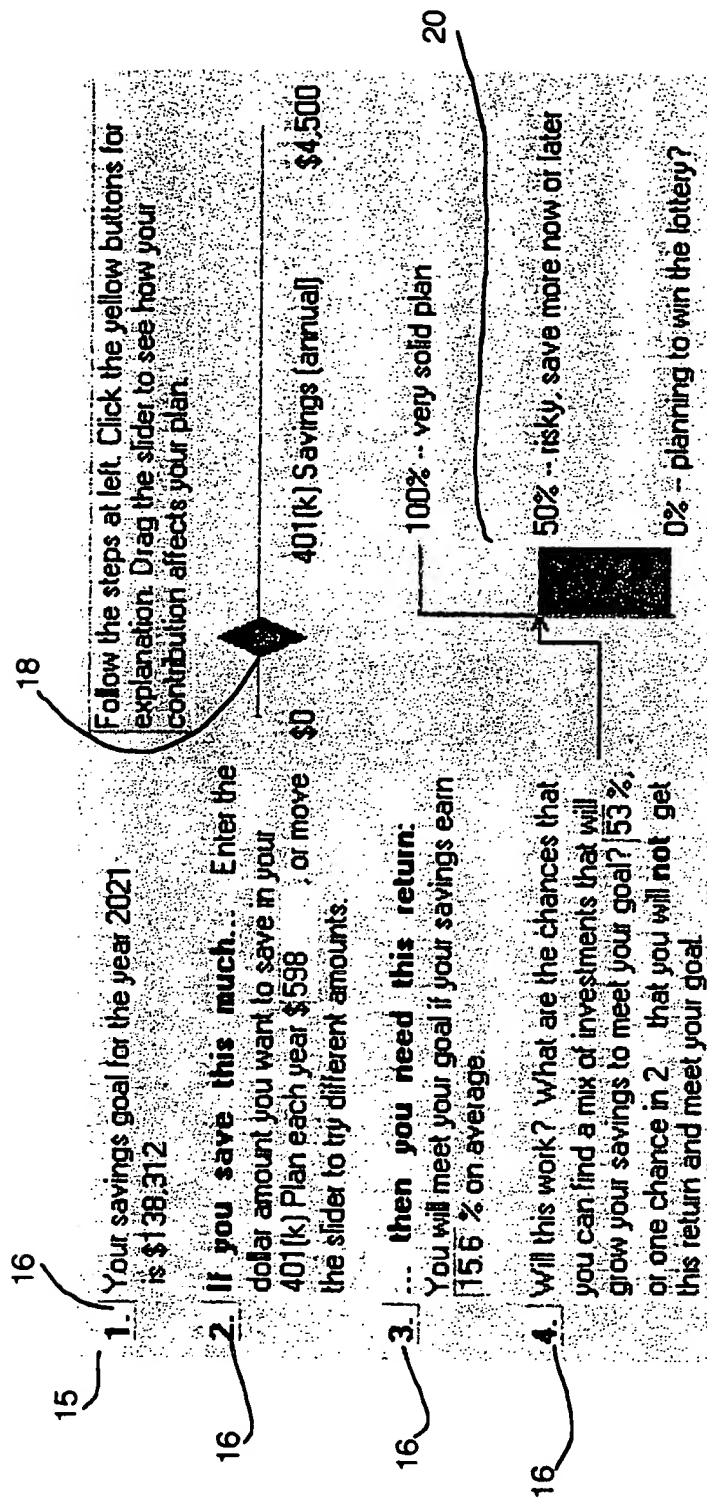 15
16
1. Your savings goal for the year 2021
is $138,312
16
2. If you save this much... Enter the
dollar amount you want to save in your
401(k) Plan each year $598 , or move
the slider to try different amounts.
16
3. ... then you need this return:
You will meet your goal if your savings earn
15.6 % on average.
16
4. Will this work? What are the chances that
you can find a mix of investments that will
grow your savings to meet your goal? 53 %,
or one chance in 2 that you will not get
this return and meet your goal.
18
Follow the steps at left. Click the yellow buttons for
explanation. Drag the slider to see how your
contribution affects your plan.
$0 401(k) Savings (annual) $4,500
100% -- very solid plan
20
50% -- risky, save more now or later
0% -- planning to win the lottery?